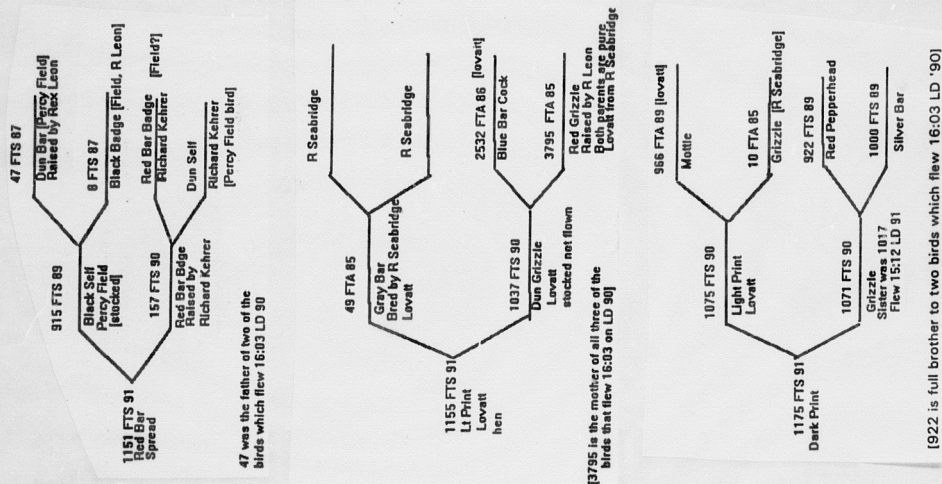 47 FTS 87
Dun Bar [Percy Field]
Raised by Rex Leon
8 FTS 87
Black Badge [Field, R Leon]
Red Bar Badge [Field?]
Richard Kehrer
Dun Self
Richard Kehrer
[Percy Field bird]
915 FTS 89
Black Self
Percy Field
[stocked]
157 FTS 90
Red Bar Bdge
Raised by
Richard Kehrer
1151 FTS 91
Red Bar
Spread
47 was the father of two of the
birds which flew 16:03 LD 90
R Seabridge
R Seabridge
2532 FTA 86 [lovatt]
Blue Bar Cock
3795 FTA 85
Red Grizzle
Raised by R Leon
Both parents are pure
Lovatt from R Seabridge
49 FTA 85
Gray Bar
Bred by R Seabridge
Lovatt
1037 FTS 90
Dun Grizzle
Lovatt
stocked not flown
1155 FTS 91
Lt Print
Lovatt
hen
[3795 is the mother of all three of the
birds that flew 16:03 on LD 90]
966 FTA 89 [lovatt]
Mottle
10 FTA 85
Grizzle [R Seabridge]
922 FTS 89
Red Pepperhead
1000 FTS 89
Silver Bar
1075 FTS 90
Light Print
Lovatt
1071 FTS 90
Grizzle
Sister was 1017
Flew 15:12 LD 91
1175 FTS 91
Dark Print
[922 is full brother to two birds which flew 16:03 LD '90]